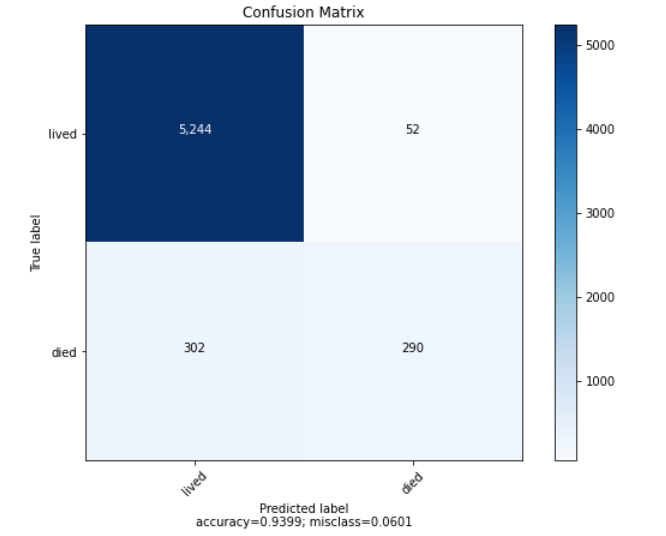 Confusion Matrix
5000
5,244
52
lived
4000
3000
True label
2000
302
290
died
1000
lived
died
Predicted label
accuracy=0.9399; misclass=0.0601